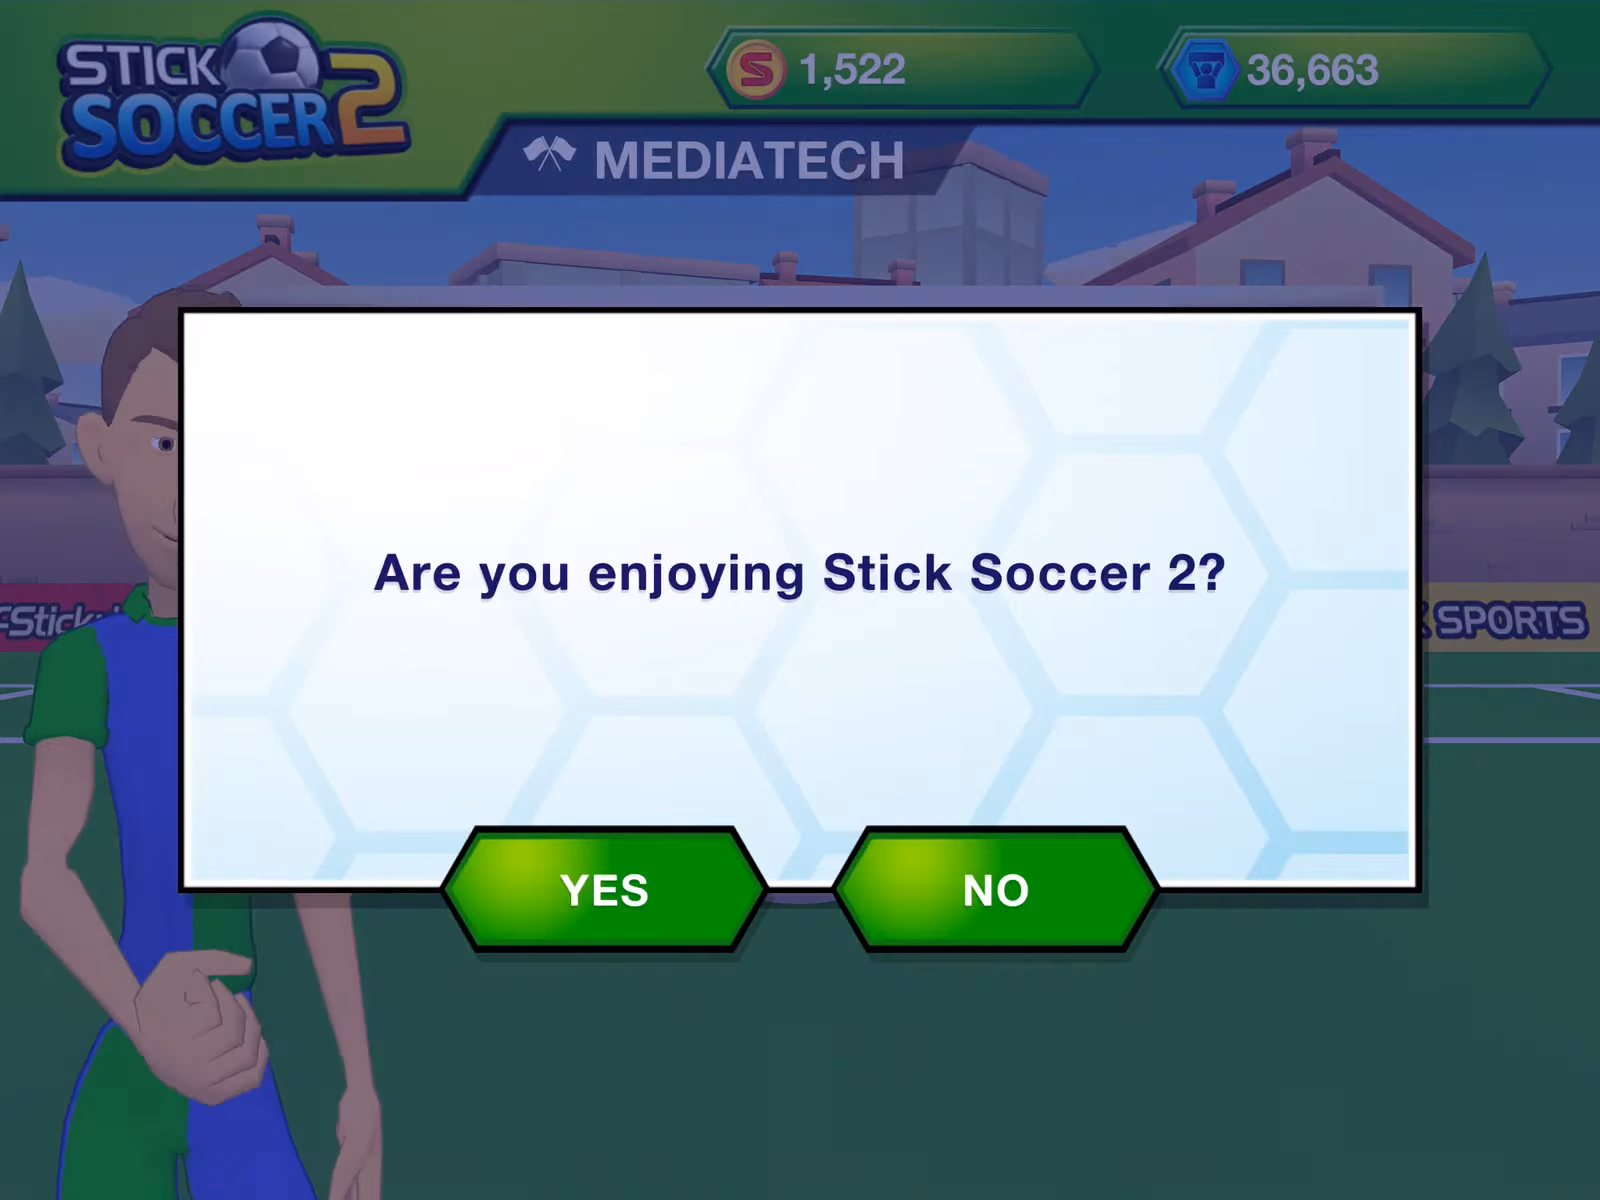 STICK
SOCCER 2
1,522
36,663
MEDIATECH
Are you enjoying Stick Soccer 2?
SPORTS
YES
NO